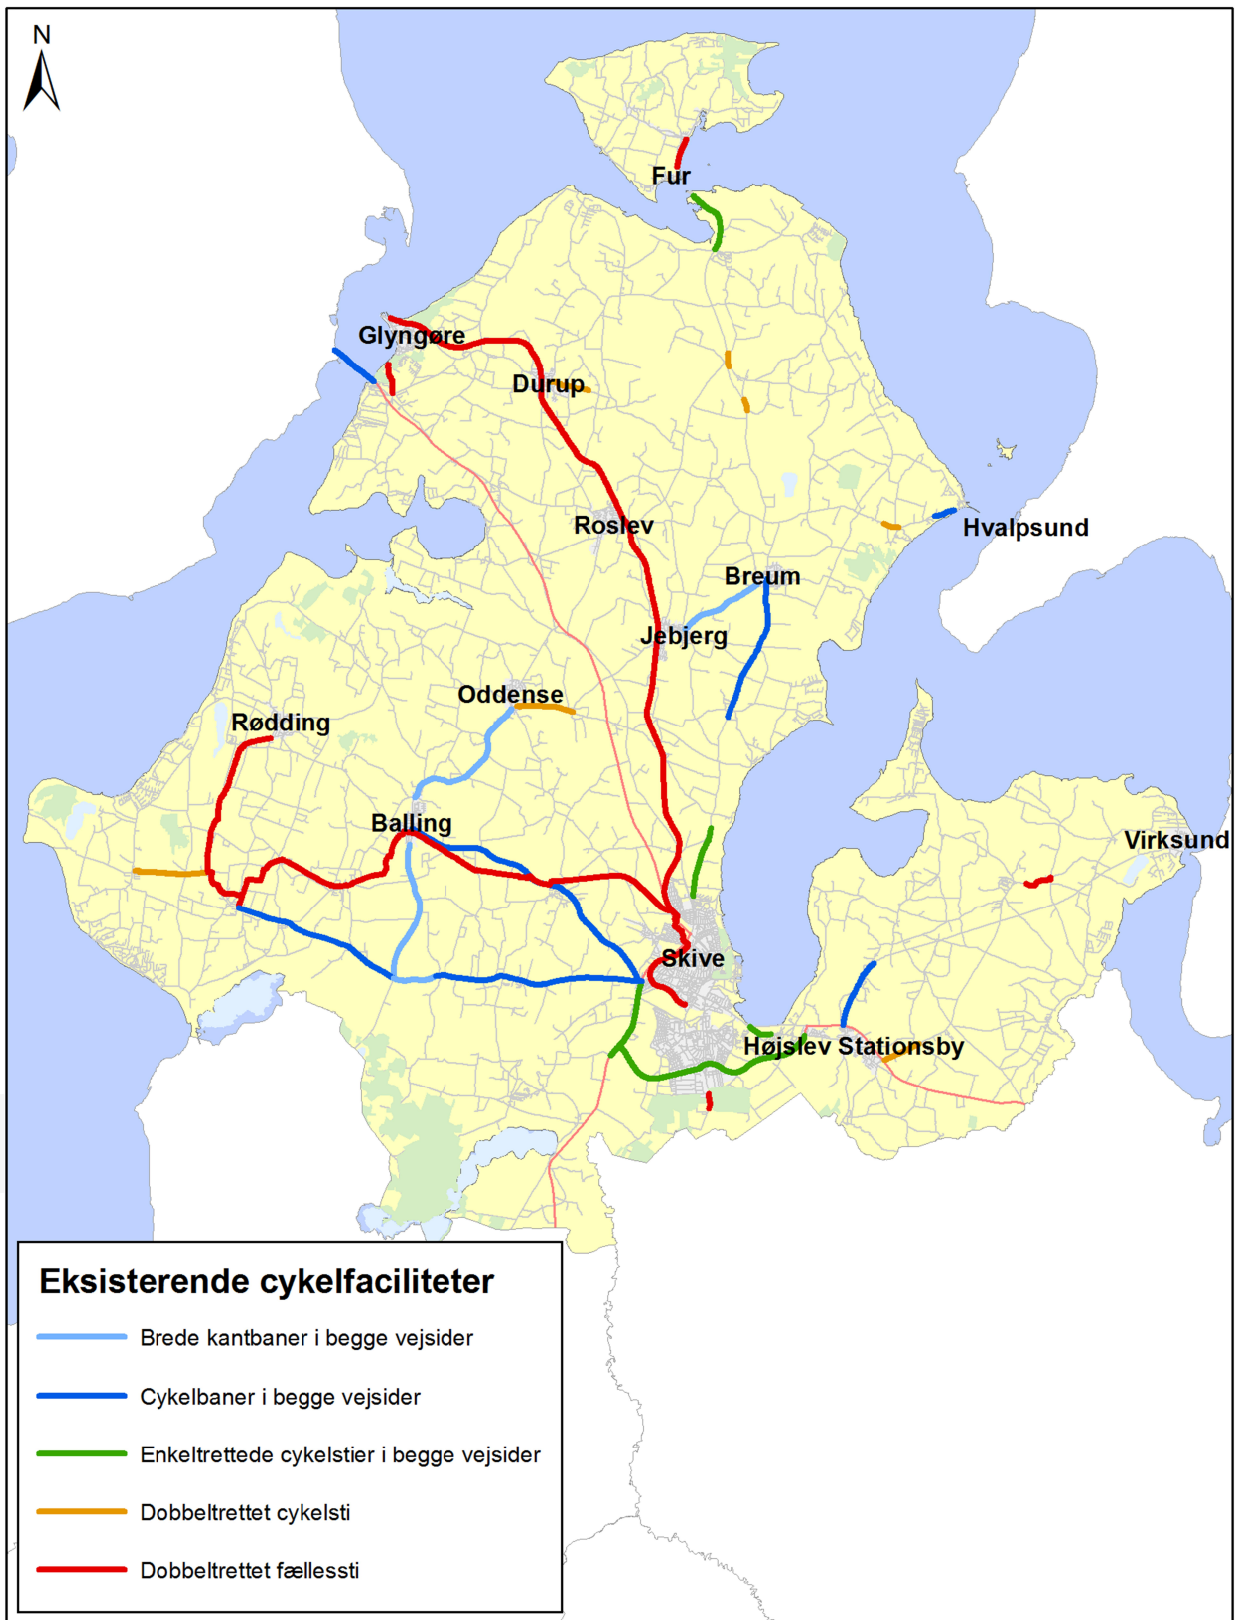 N
Fur
Glyngøre
Durup
Roslev
Hvalpsund
Breum
Jebjerg
Oddense
Rødding
Balling
Virksund
Skive
Højslev Stationsby
Eksisterende cykelfaciliteter
Brede kantbaner i begge vejsider
Cykelbaner i begge vejsider
Enkeltrettede cykelstier i begge vejsider
Dobbeltrettet cykelsti
Dobbeltrettet fællessti